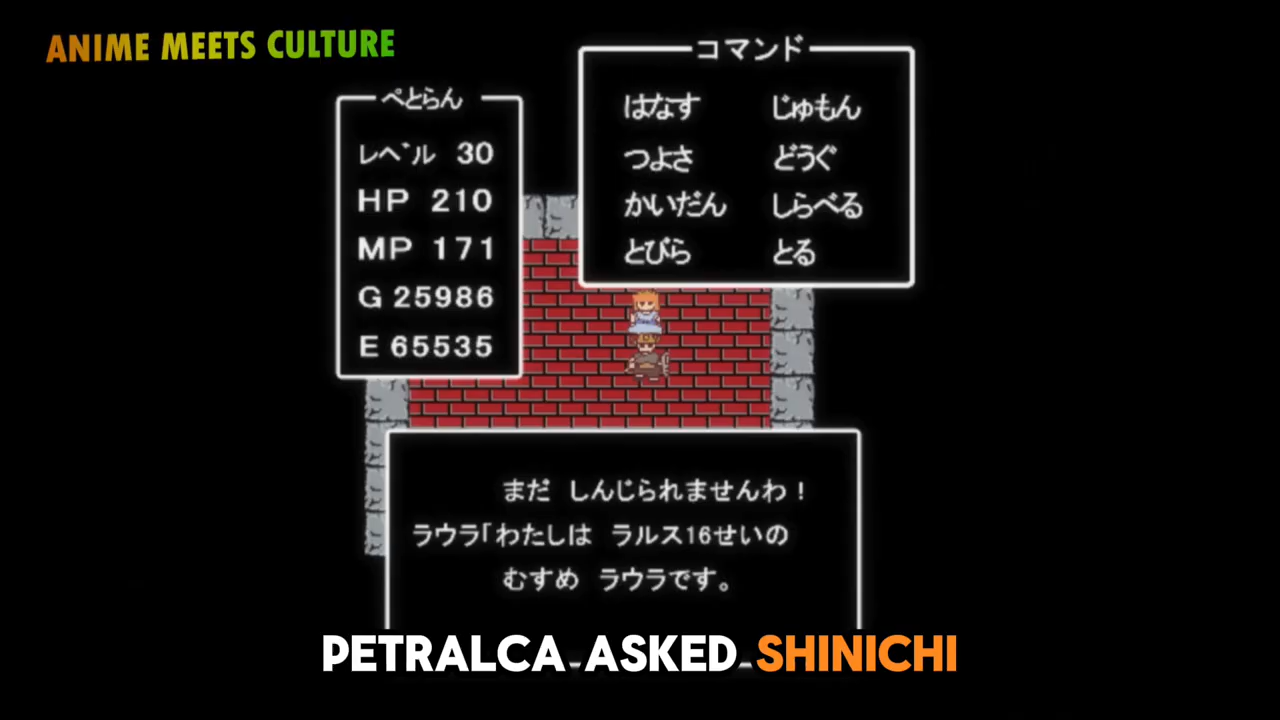 ANIME MEETS CULTURE
コマンド
はなす じゅもん
つよさ どうぐ
かいだん しらべる
とびら とる
ぺとらん
レベル 30
HP 210
MP 171
G 25986
E 65535
まだ しんじられませんわ！
ラウラ「わたしは ラルス16せいの
むすめ ラウラです。
PETRALCA ASKED SHINICHI